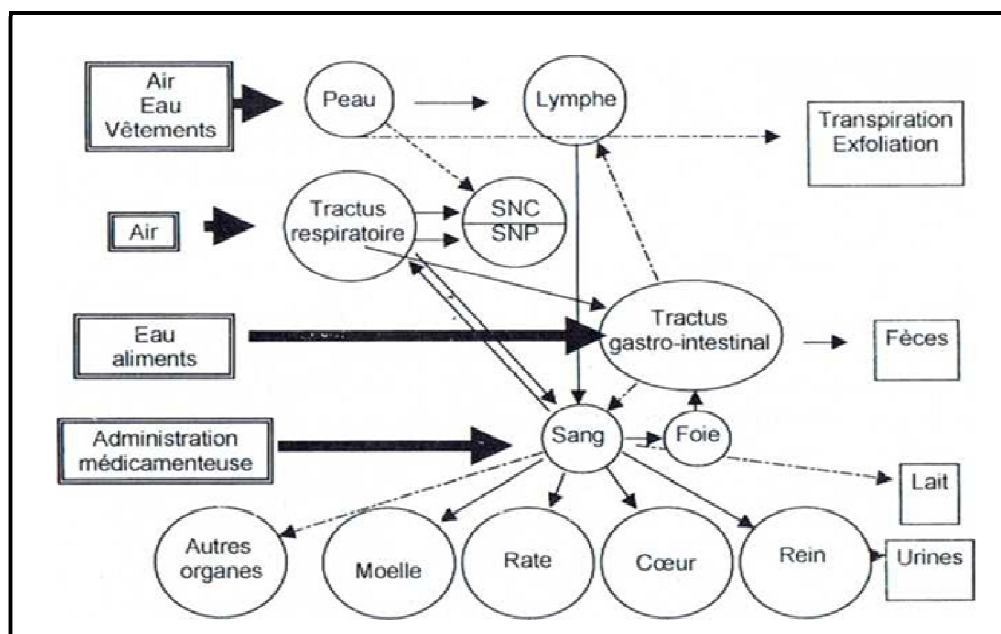 Air
Eau
Vêtements
Peau
Lymphe
Transpiration
Exfoliation
Air
Tractus
respiratoire
SNC
SNP
Eau
aliments
Tractus
gastro-intestinal
Fèces
Administration
médicamenteuse
Sang
Foie
Lait
Autres
organes
Moelle
Rate
Cœur
Rein
Urines